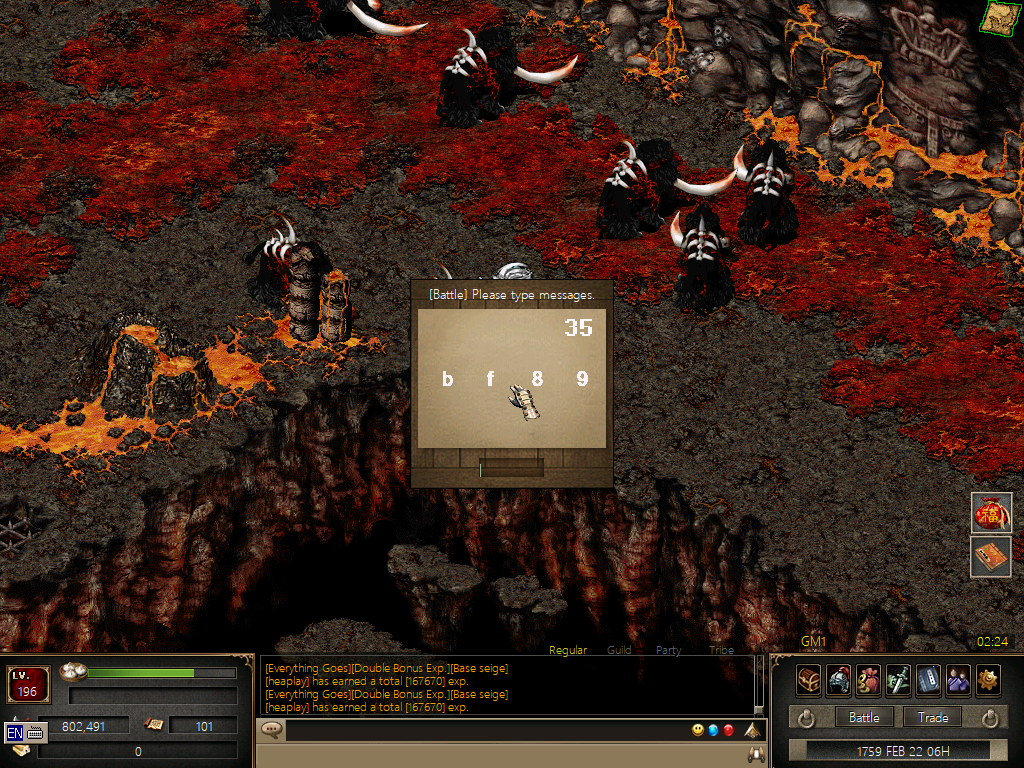 [Battle] Please type messages.
35
b f 8 9
福
GM1
02:24
Regular Guild Party Tribe
LV.
196
[Everything Goes][Double Bonus Exp.][Base seige]
[heaplay] has earned a total [167670] exp.
[Everything Goes][Double Bonus Exp.][Base seige]
[heaplay] has earned a total [167670] exp.
EN
802,491
101
0
Battle
Trade
1759 FEB 22 06H